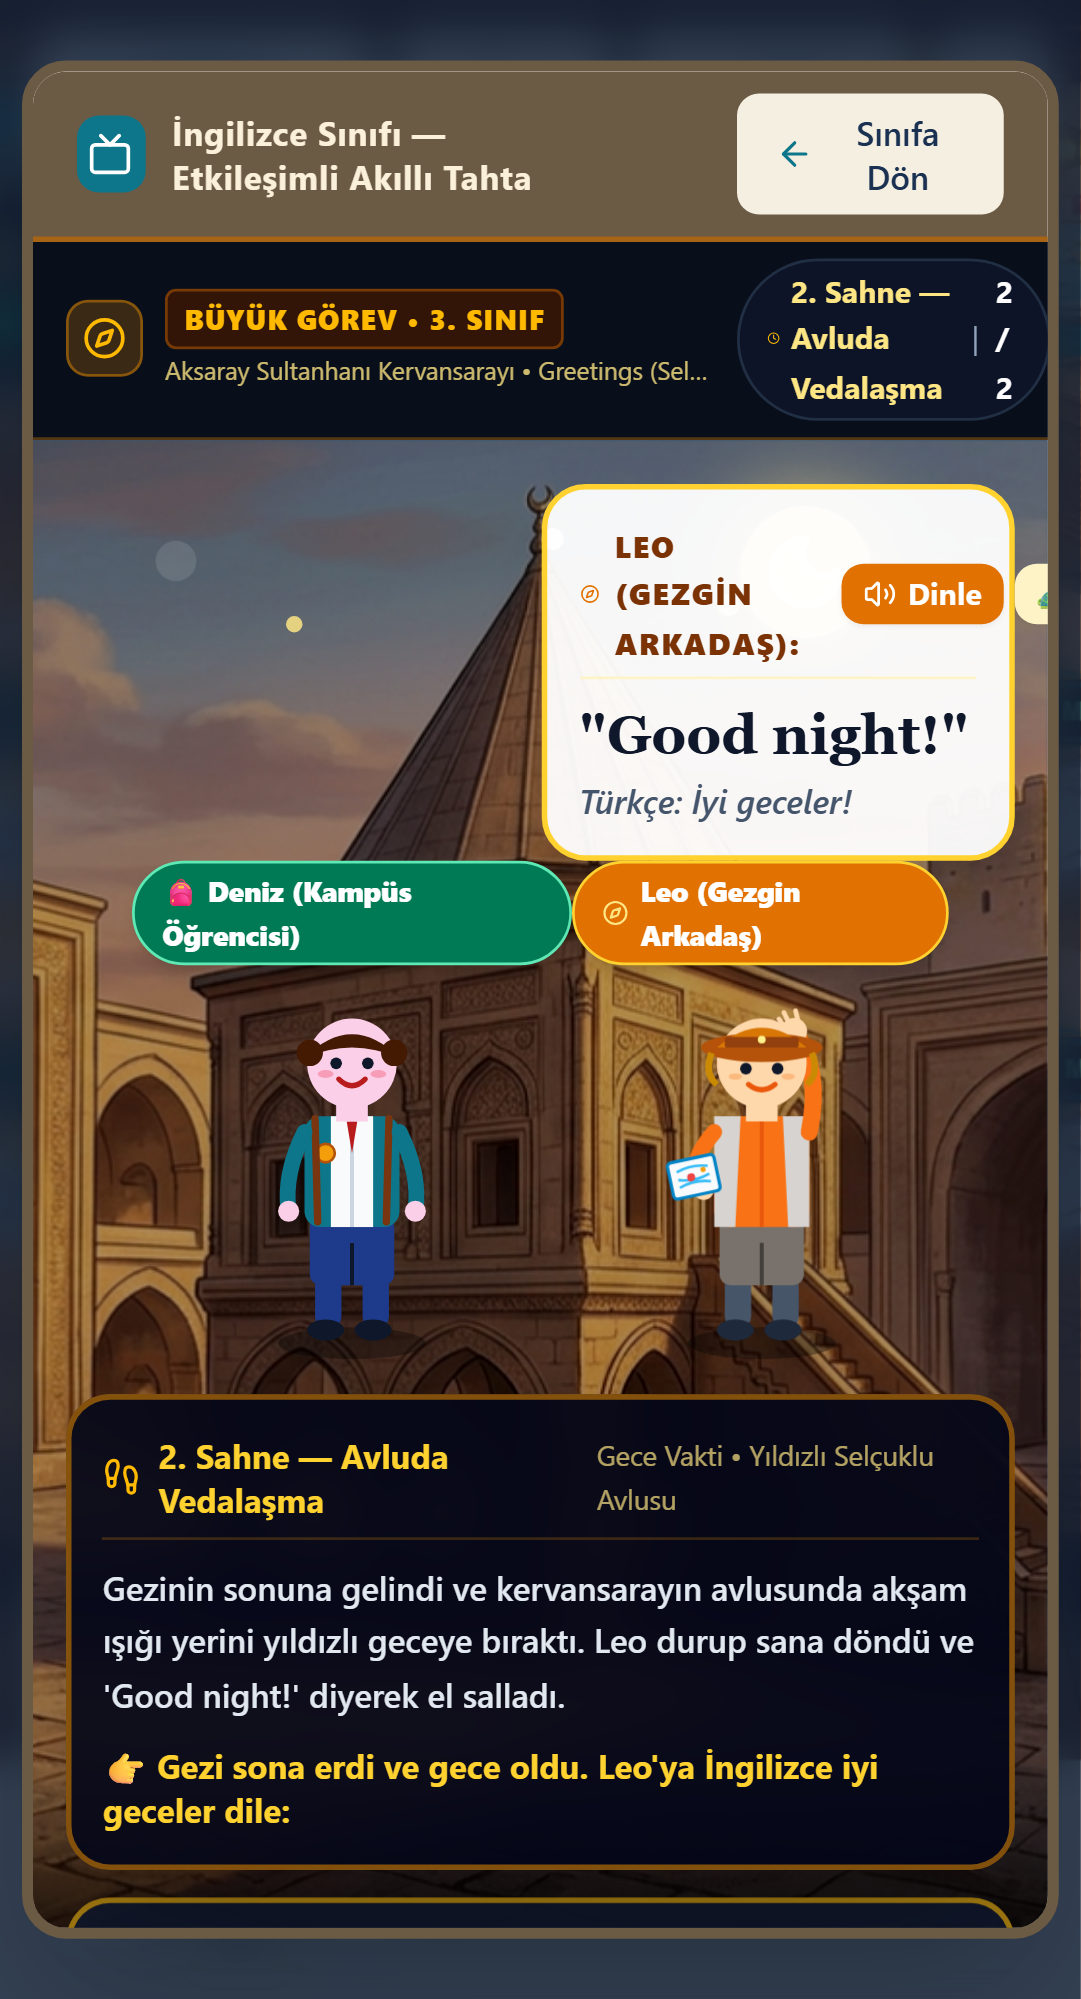 İngilizce Sınıfı —
Etkileşimli Akıllı Tahta
Sınıfa
Dön
BÜYÜK GÖREV • 3. SINIF
Aksaray Sultanhanı Kervansarayı • Greetings (Sel...
2. Sahne —
Avluda
Vedalaşma
|
2
/
2
LEO
(GEZGİN
ARKADAŞ):
Dinle
"Good night!"
Türkçe: İyi geceler!
Deniz (Kampüs
Öğrencisi)
Leo (Gezgin
Arkadaş)
2. Sahne — Avluda
Vedalaşma
Gece Vakti • Yıldızlı Selçuklu
Avlusu
Gezinin sonuna gelindi ve kervansarayın avlusunda akşam
ışığı yerini yıldızlı geceye bıraktı. Leo durup sana döndü ve
'Good night!' diyerek el salladı.
👉 Gezi sona erdi ve gece oldu. Leo'ya İngilizce iyi
geceler dile: